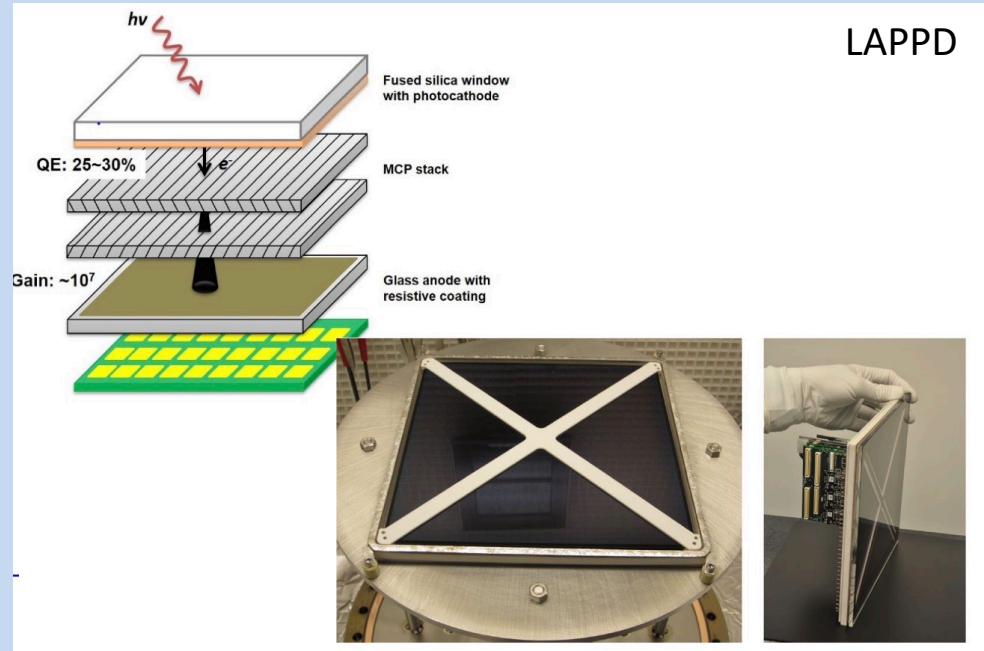 LAPPD
hν
Fused silica window
with photocathode
QE: 25~30%
e⁻
MCP stack
Gain: ~10⁷
Glass anode with
resistive coating